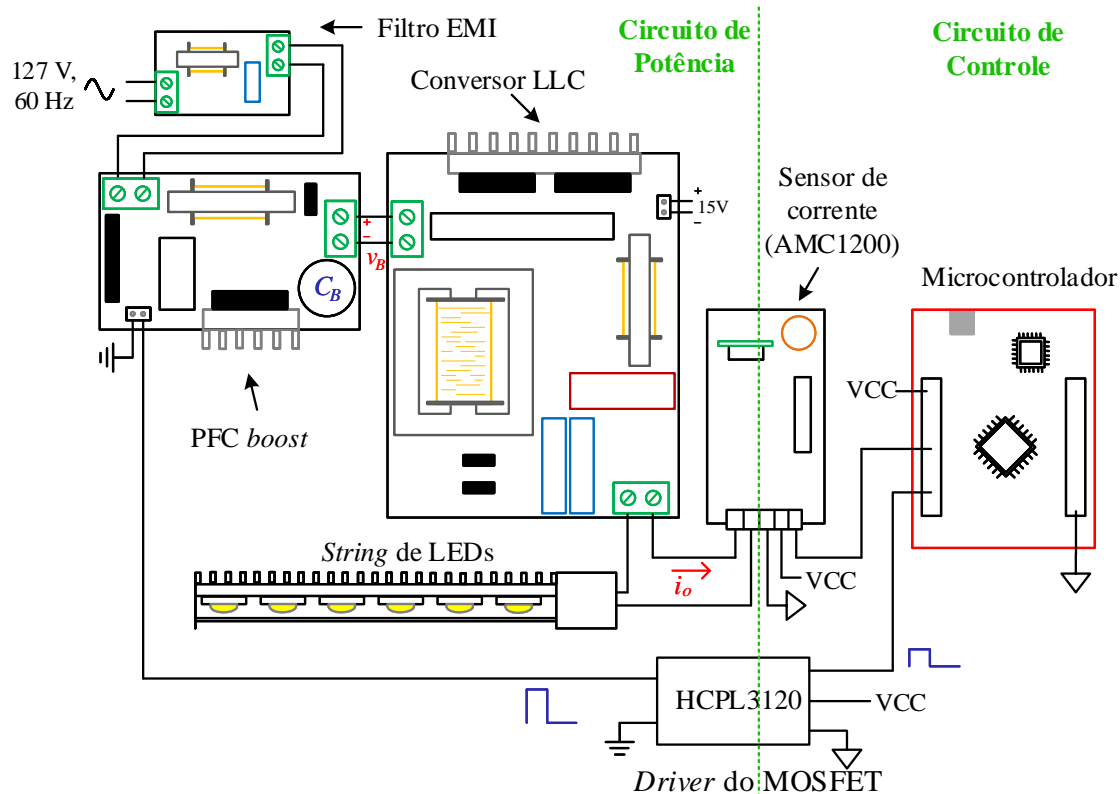 Filtro EMI
127 V,
60 Hz
Conversor LLC
Circuito de
Potência
Circuito de
Controle
+
15V
−
Sensor de
corrente
(AMC1200)
Microcontrolador
+
−
v_B
C_B
VCC
PFC boost
String de LEDs
i_o
VCC
HCPL3120
VCC
Driver do MOSFET